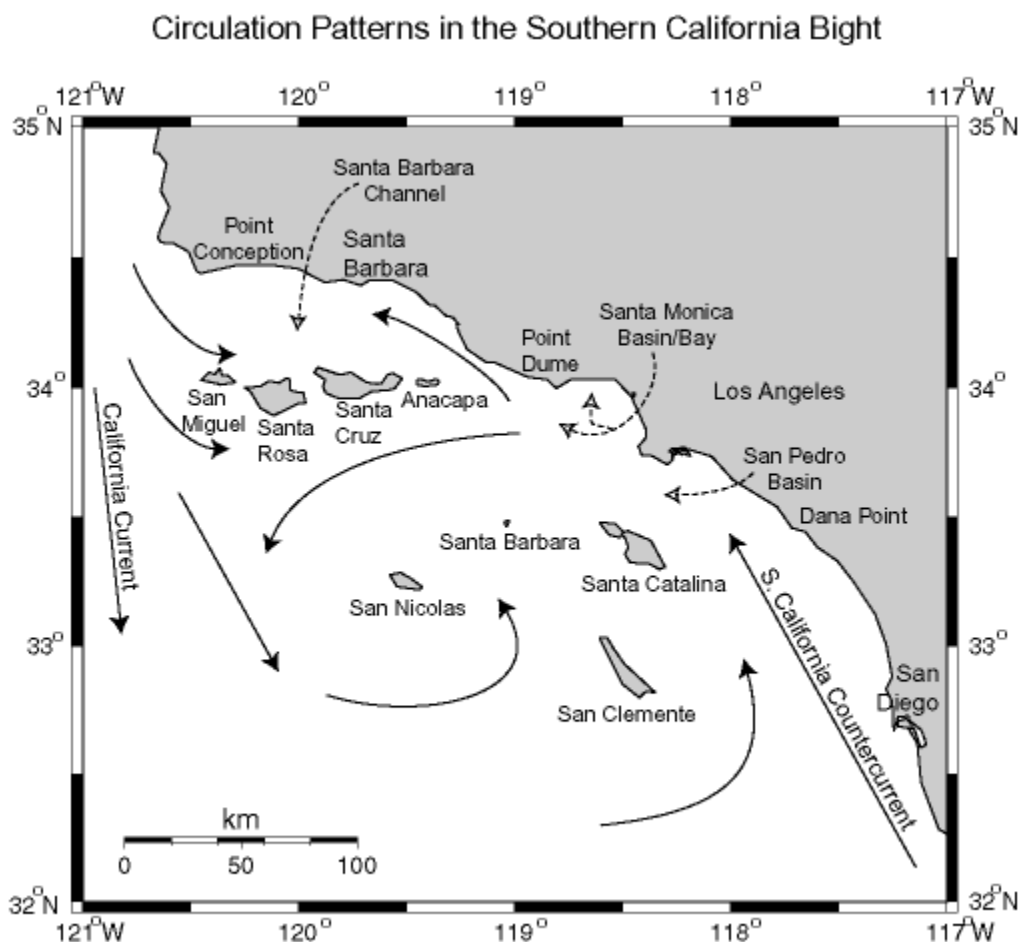 Circulation Patterns in the Southern California Bight
121°W 120° 119° 118° 117°W
35°N 35°N
Santa Barbara
Channel
Point
Conception
Santa
Barbara
Santa Monica
Basin/Bay
Point
Dume
34° 34°
Los Angeles
San
Miguel
Santa
Rosa
Santa
Cruz
Anacapa
California Current
San Pedro
Basin
Dana Point
Santa Barbara
Santa Catalina
San Nicolas
S. California Countercurrent
33° 33°
San
Diego
San Clemente
km
0 50 100
32°N 32°N
121°W 120° 119° 118° 117°W